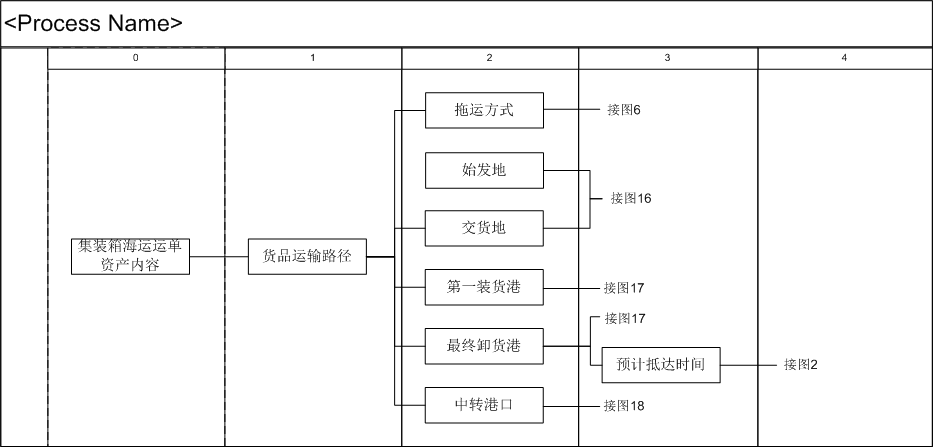 <Process Name>
0
1
2
3
4
拖运方式
接图6
始发地
接图16
交货地
集装箱海运运单
资产内容
货品运输路径
第一装货港
接图17
接图17
最终卸货港
预计抵达时间
接图2
中转港口
接图18